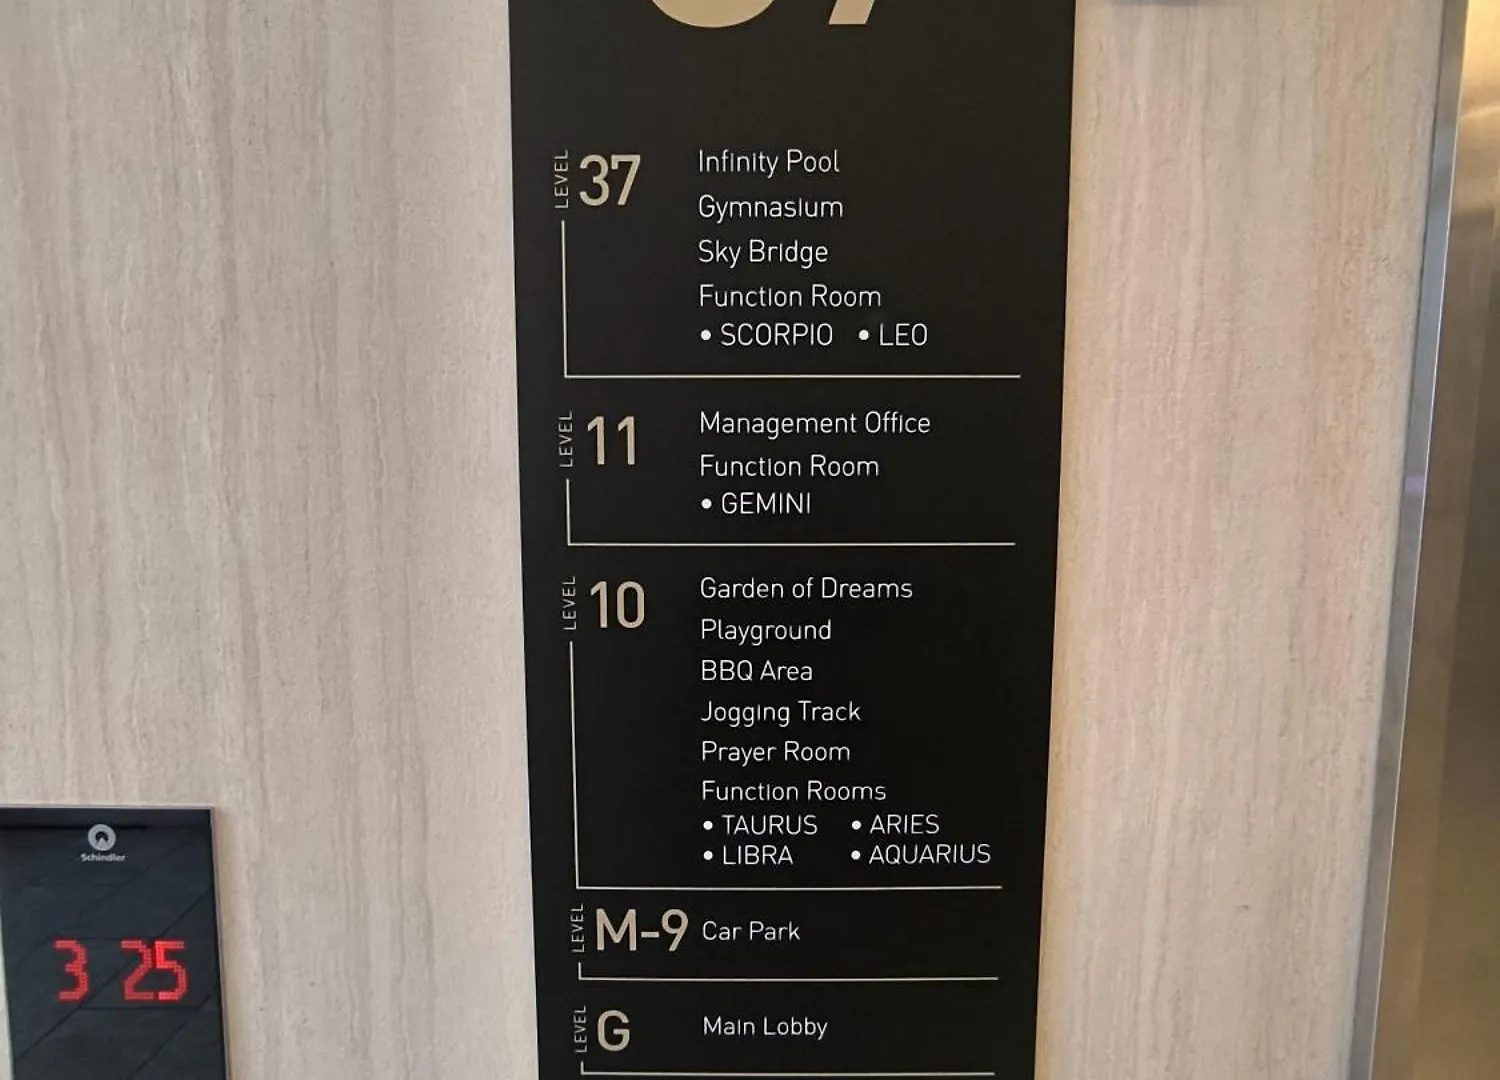 37
LEVEL 37 Infinity Pool
Gymnasium
Sky Bridge
Function Room
• SCORPIO • LEO
LEVEL 11 Management Office
Function Room
• GEMINI
LEVEL 10 Garden of Dreams
Playground
BBQ Area
Jogging Track
Prayer Room
Function Rooms
• TAURUS • ARIES
• LIBRA • AQUARIUS
LEVEL M-9 Car Park
LEVEL G Main Lobby
Schindler
3 25